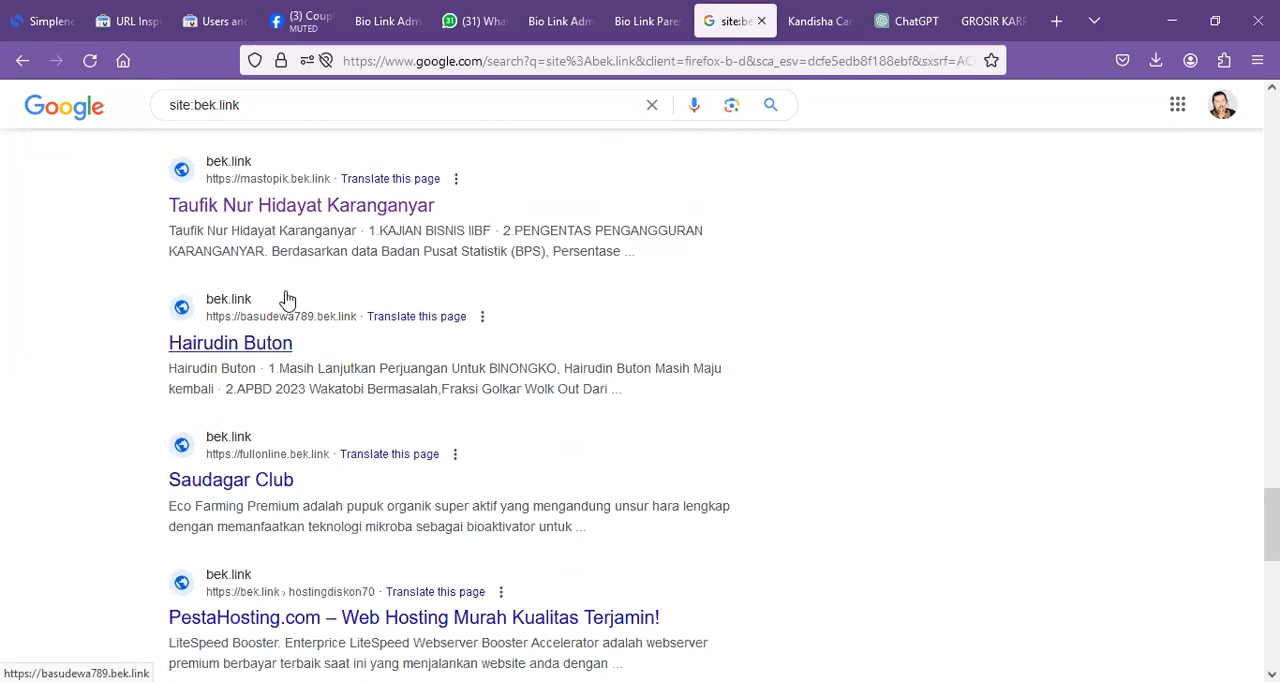 Simplenc
URL Insp
Users and
(3) Coup
MUTED
Bio Link Adm
(31) Wha
Bio Link Adm
Bio Link Pare
site:be
Kandisha Car
ChatGPT
GROSIR KARP
https://www.google.com/search?q=site%3Abek.link&client=firefox-b-d&sca_esv=dcfe5edb8f188ebf&sxsrf=AC
Google
site:bek.link
bek.link
https://mastopik.bek.link · Translate this page
Taufik Nur Hidayat Karanganyar
Taufik Nur Hidayat Karanganyar · 1.KAJIAN BISNIS IIBF · 2.PENGENTAS PENGANGGURAN
KARANGANYAR. Berdasarkan data Badan Pusat Statistik (BPS), Persentase ...
bek.link
https://basudewa789.bek.link · Translate this page
Hairudin Buton
Hairudin Buton · 1.Masih Lanjutkan Perjuangan Untuk BINONGKO, Hairudin Buton Masih Maju
kembali · 2.APBD 2023 Wakatobi Bermasalah,Fraksi Golkar Wolk Out Dari ...
bek.link
https://fullonline.bek.link · Translate this page
Saudagar Club
Eco Farming Premium adalah pupuk organik super aktif yang mengandung unsur hara lengkap
dengan memanfaatkan teknologi mikroba sebagai bioaktivator untuk ...
bek.link
https://bek.link › hostingdiskon70 · Translate this page
PestaHosting.com – Web Hosting Murah Kualitas Terjamin!
LiteSpeed Booster. Enterprice LiteSpeed Webserver Booster Accelerator adalah webserver
premium berbayar terbaik saat ini yang menjalankan website anda dengan ...
https://basudewa789.bek.link